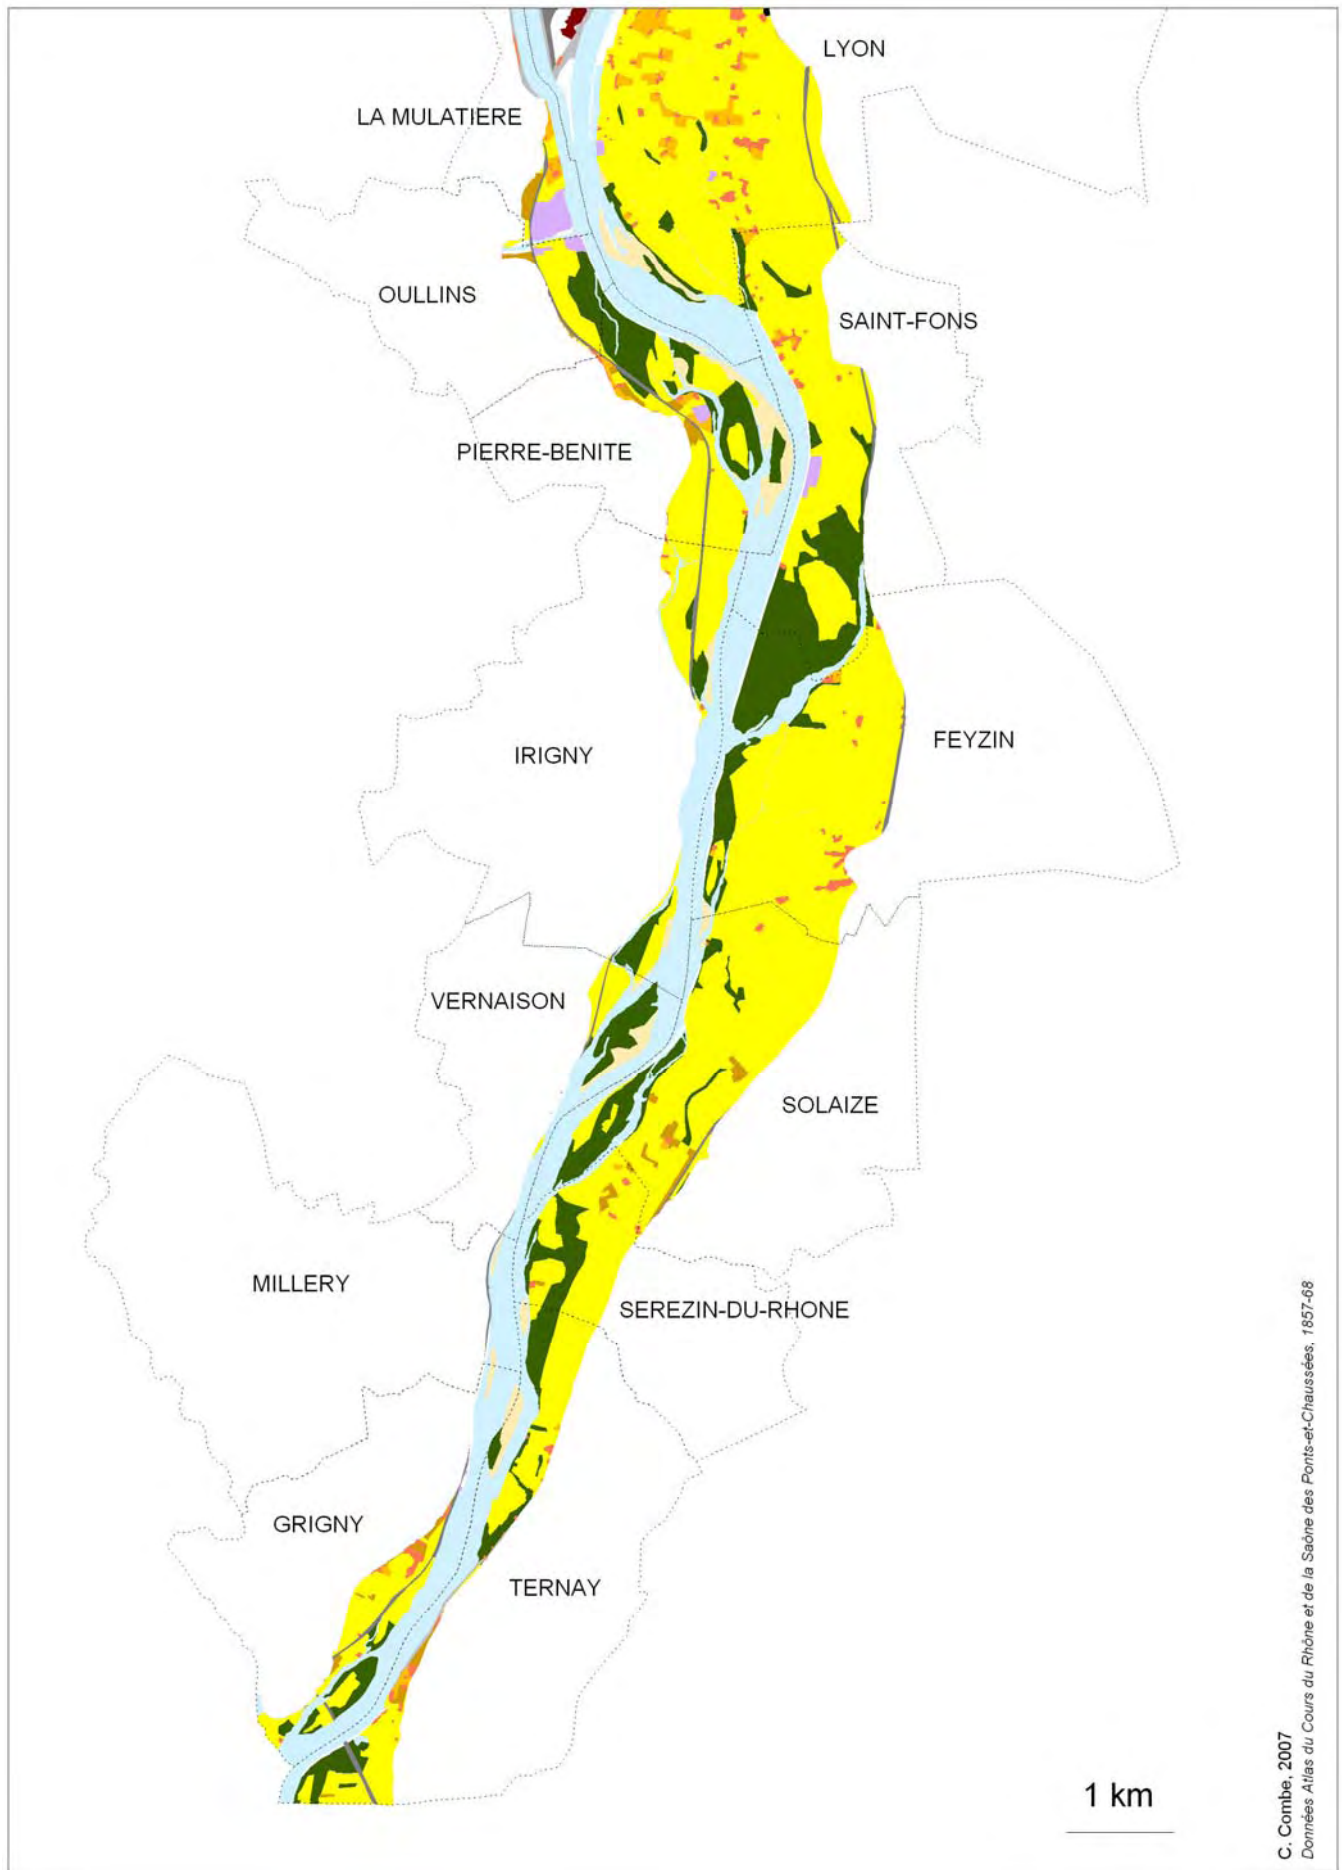 LYON
LA MULATIERE
OULLINS
SAINT-FONS
PIERRE-BENITE
IRIGNY
FEYZIN
VERNAISON
SOLAIZE
MILLERY
SEREZIN-DU-RHONE
GRIGNY
TERNAY
1 km
C. Combe, 2007
Données Atlas du Cours du Rhône et de la Saône des Ponts-et-Chaussées, 1857-68